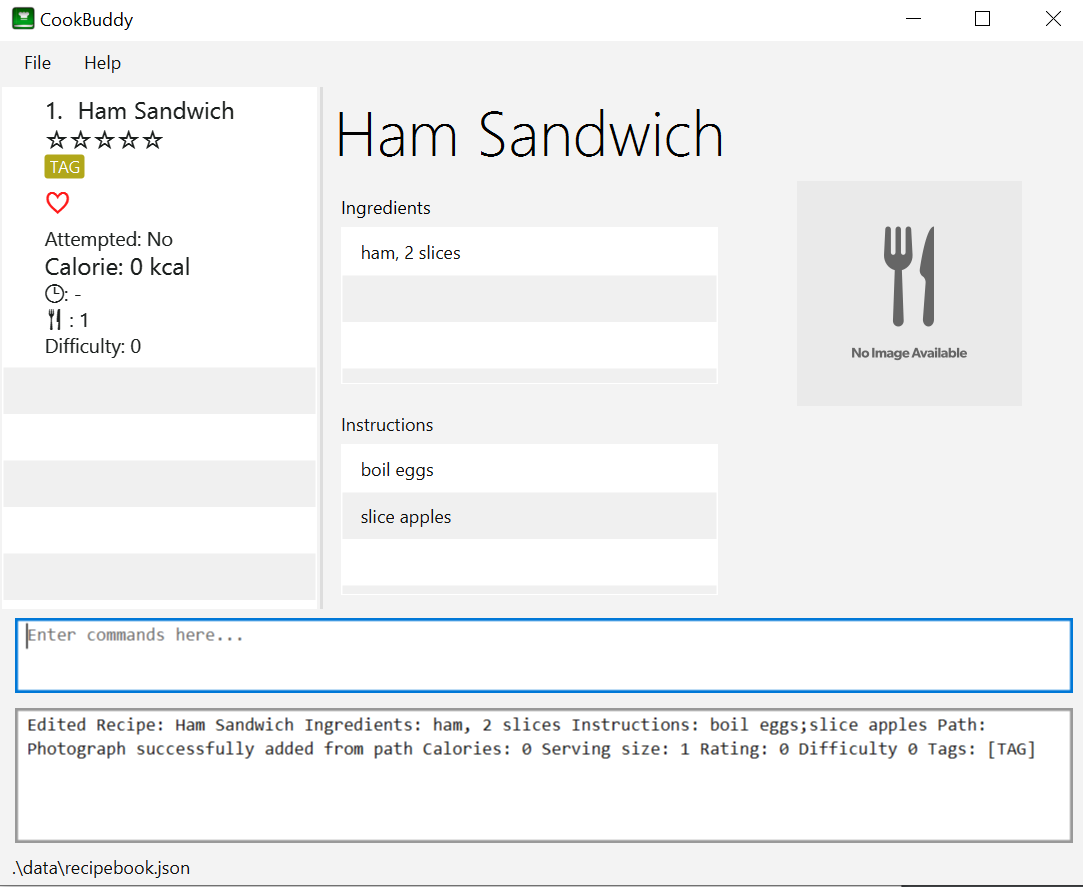 CookBuddy
File Help
1. Ham Sandwich
☆☆☆☆☆
TAG
Attempted: No
Calorie: 0 kcal
: -
: 1
Difficulty: 0
Ham Sandwich
Ingredients
ham, 2 slices
No Image Available
Instructions
boil eggs
slice apples
Enter commands here...
Edited Recipe: Ham Sandwich Ingredients: ham, 2 slices Instructions: boil eggs;slice apples Path:
Photograph successfully added from path Calories: 0 Serving size: 1 Rating: 0 Difficulty 0 Tags: [TAG]
.\data\recipebook.json